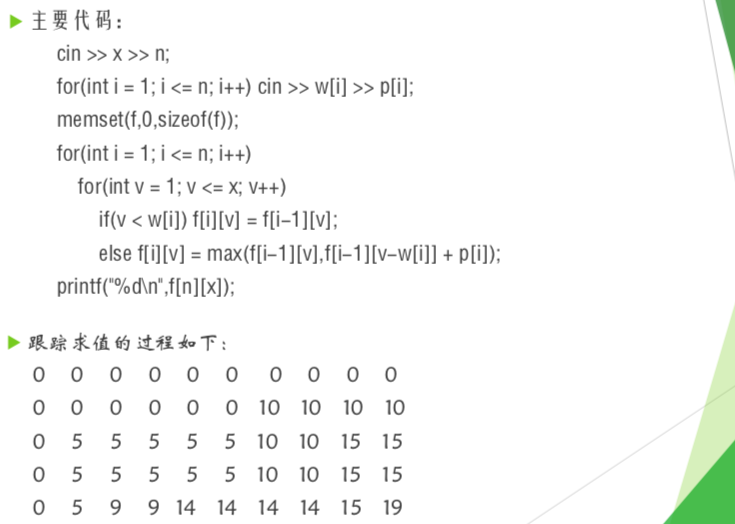 主要代码：
cin >> x >> n;
for(int i = 1; i <= n; i++) cin >> w[i] >> p[i];
memset(f,0,sizeof(f));
for(int i = 1; i <= n; i++)
for(int v = 1; v <= x; v++)
if(v < w[i]) f[i][v] = f[i–1][v];
else f[i][v] = max(f[i–1][v],f[i–1][v–w[i]] + p[i]);
printf("%d\n",f[n][x]);
跟踪求值的过程如下：
0 0 0 0 0 0 0 0 0 0
0 0 0 0 0 0 10 10 10 10
0 5 5 5 5 5 10 10 15 15
0 5 5 5 5 5 10 10 15 15
0 5 9 9 14 14 14 14 15 19